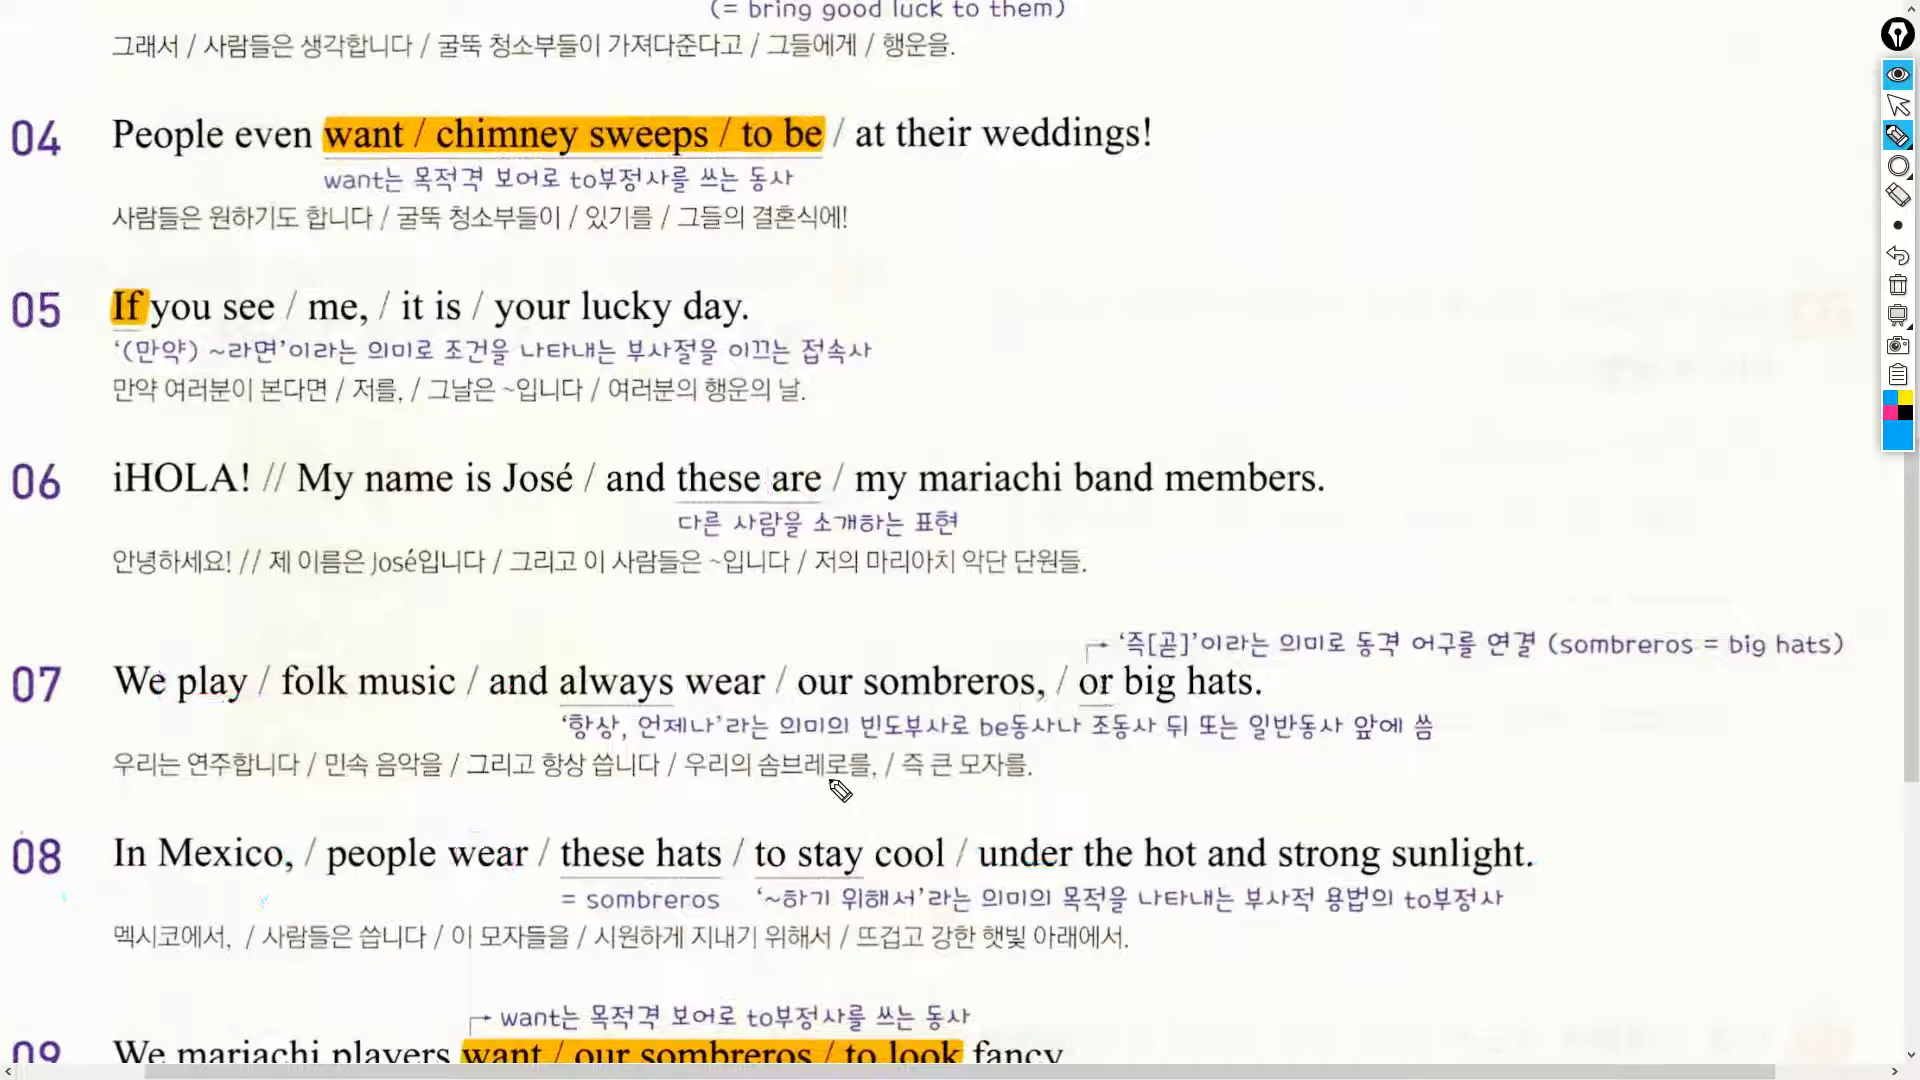 (= bring good luck to them)
그래서 / 사람들은 생각합니다 / 굴뚝 청소부들이 가져다준다고 / 그들에게 / 행운을.
04 People even want / chimney sweeps / to be / at their weddings!
want는 목적격 보어로 to부정사를 쓰는 동사
사람들은 원하기도 합니다 / 굴뚝 청소부들이 / 있기를 / 그들의 결혼식에!
05 If you see / me, / it is / your lucky day.
‘(만약) ~라면’이라는 의미로 조건을 나타내는 부사절을 이끄는 접속사
만약 여러분이 본다면 / 저를, / 그날은 ~입니다 / 여러분의 행운의 날.
06 ¡HOLA! // My name is José / and these are / my mariachi band members.
다른 사람을 소개하는 표현
안녕하세요! // 제 이름은 José입니다 / 그리고 이 사람들은 ~입니다 / 저의 마리아치 악단 단원들.
‘즉[곧]’이라는 의미로 동격 어구를 연결 (sombreros = big hats)
07 We play / folk music / and always wear / our sombreros, / or big hats.
‘항상, 언제나’라는 의미의 빈도부사로 be동사나 조동사 뒤 또는 일반동사 앞에 씀
우리는 연주합니다 / 민속 음악을 / 그리고 항상 씁니다 / 우리의 솜브레로를, / 즉 큰 모자를.
08 In Mexico, / people wear / these hats / to stay cool / under the hot and strong sunlight.
= sombreros ‘~하기 위해서’라는 의미의 목적을 나타내는 부사적 용법의 to부정사
멕시코에서, / 사람들은 씁니다 / 이 모자들을 / 시원하게 지내기 위해서 / 뜨겁고 강한 햇빛 아래에서.
want는 목적격 보어로 to부정사를 쓰는 동사
09 We mariachi players want / our sombreros / to look fancy